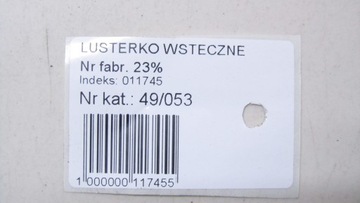 LUSTERKO WSTECZNE
Nr fabr. 23%
Indeks: 011745
Nr kat.: 49/053
1 000000 117455